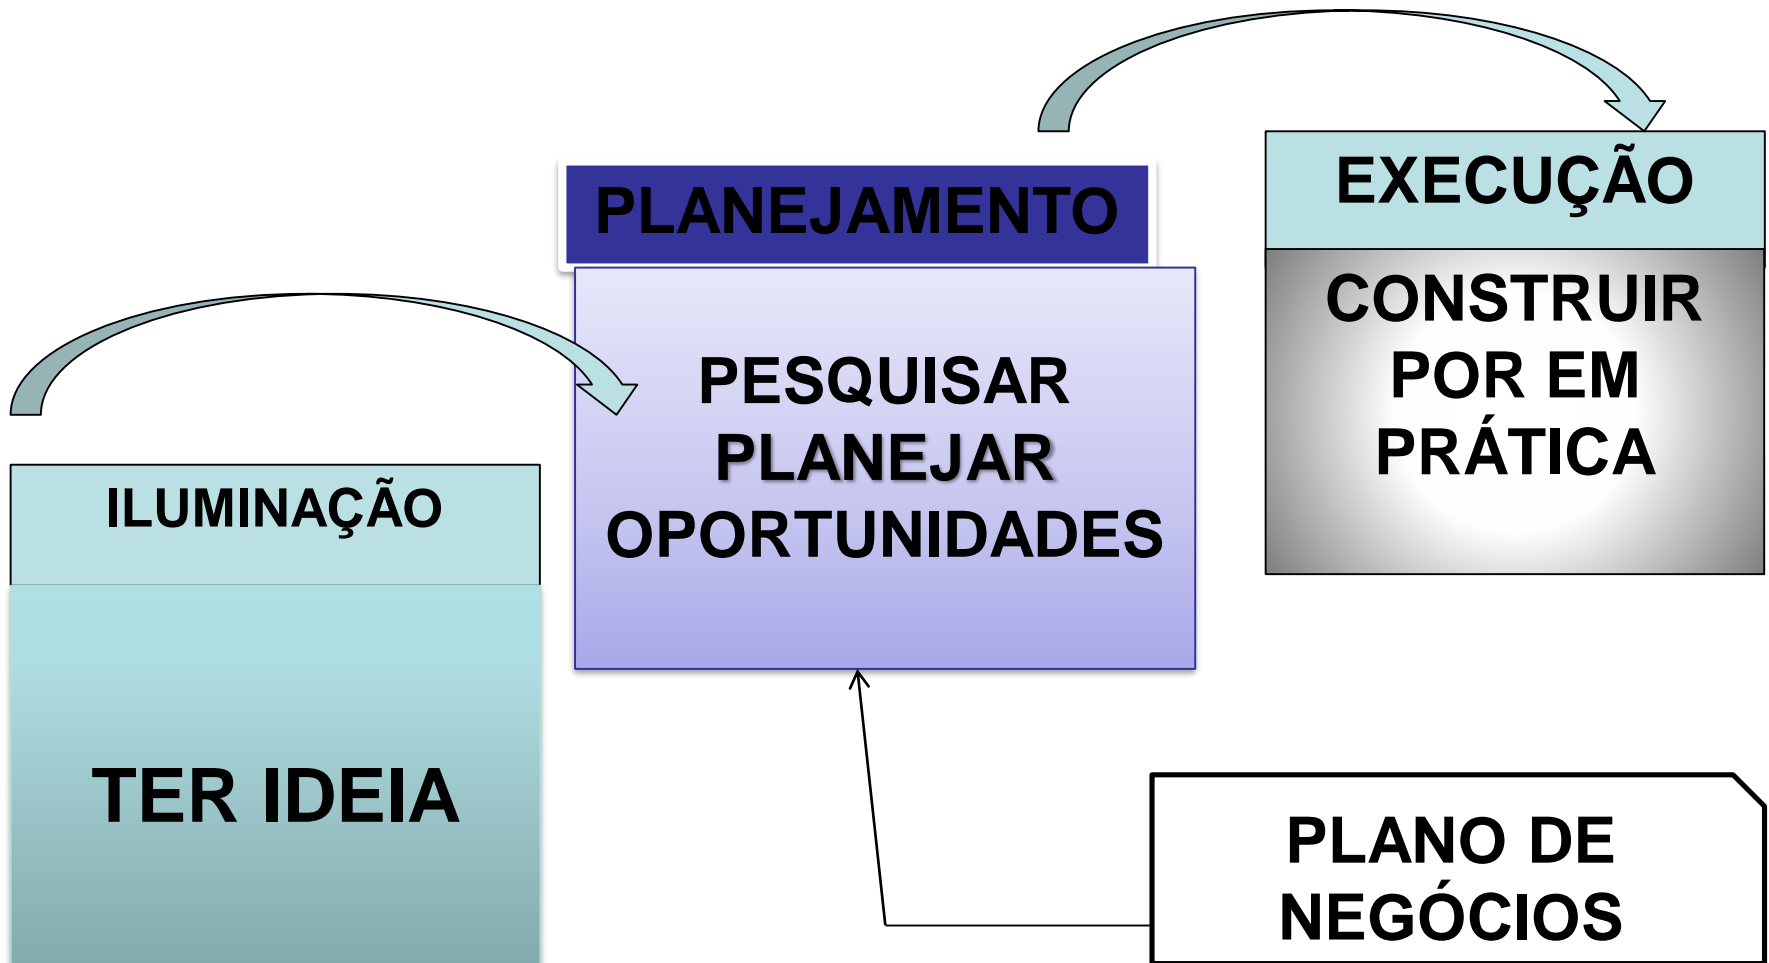 ILUMINAÇÃO
TER IDEIA
PLANEJAMENTO
PESQUISAR
PLANEJAR
OPORTUNIDADES
EXECUÇÃO
CONSTRUIR
POR EM
PRÁTICA
PLANO DE
NEGÓCIOS